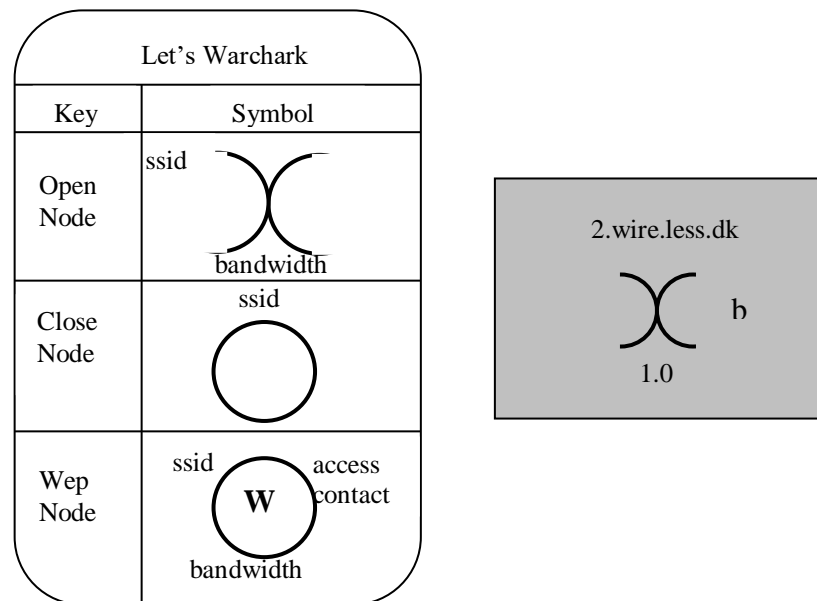 Let's Warchark
Key
Symbol
Open
Node
ssid
bandwidth
Close
Node
ssid
Wep
Node
ssid
access
contact
W
bandwidth
2.wire.less.dk
b
1.0